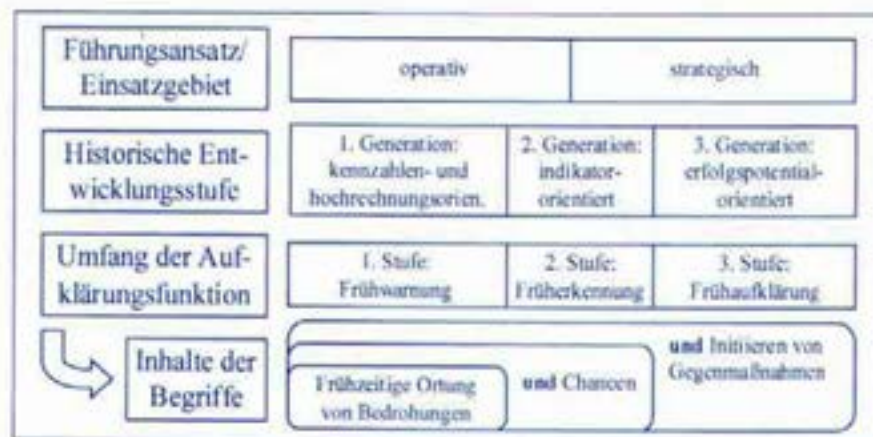 Führungsansatz/
Einsatzgebiet
operativ
strategisch
Historische Ent-
wicklungsstufe
1. Generation:
kennzahlen- und
hochrechnungsorien.
2. Generation:
indikator-
orientiert
3. Generation:
erfolgspotential-
orientiert
Umfang der Auf-
klärungsfunktion
1. Stufe:
Frühwarnung
2. Stufe:
Früherkennung
3. Stufe:
Frühaufklärung
Inhalte der
Begriffe
Frühzeitige Ortung
von Bedrohungen
und Chancen
und Initiieren von
Gegenmaßnahmen